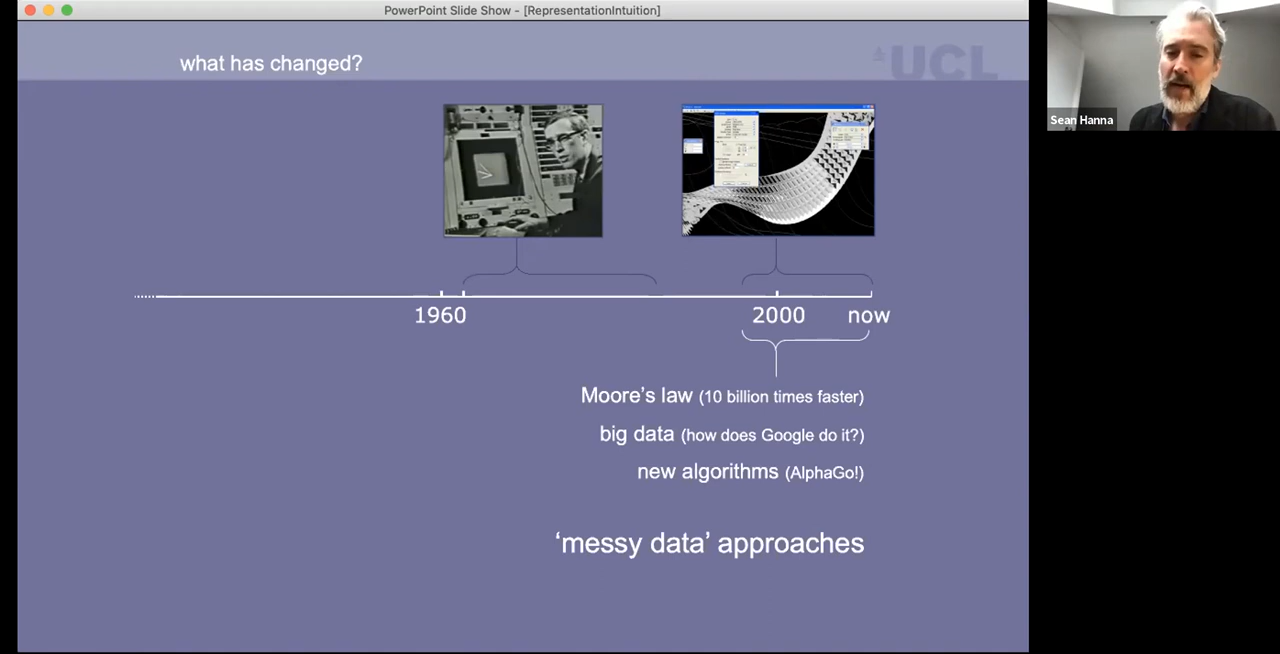 PowerPoint Slide Show - [RepresentationIntuition]
what has changed?
UCL
Sean Hanna
1960
2000
now
Moore's law (10 billion times faster)
big data (how does Google do it?)
new algorithms (AlphaGo!)
‘messy data’ approaches